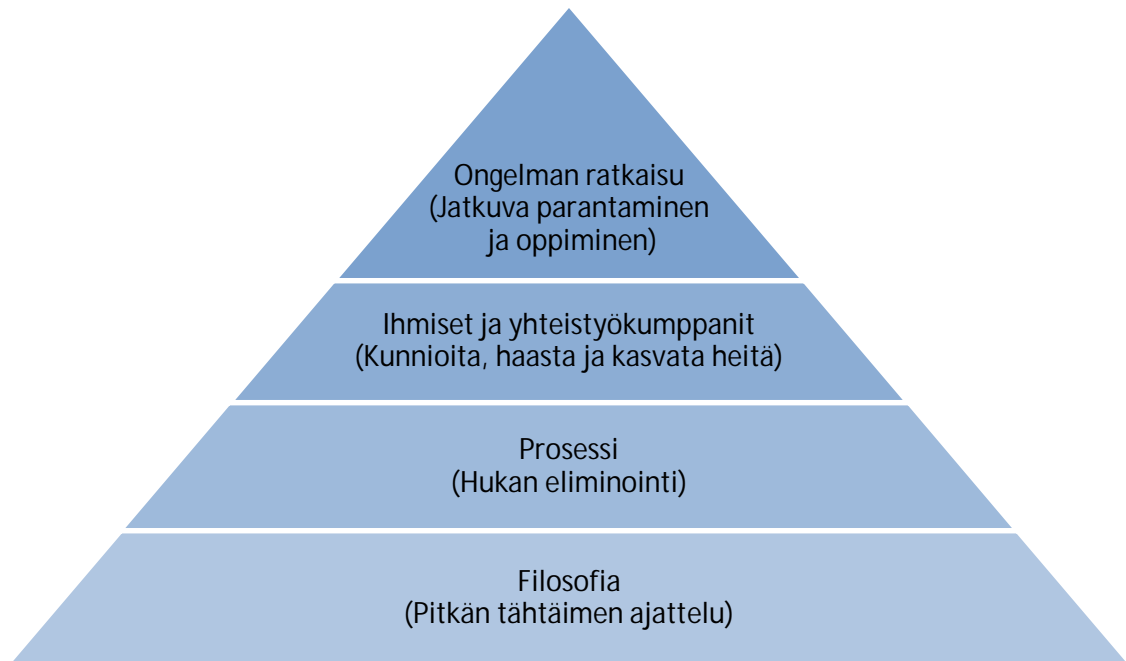 Ongelman ratkaisu
(Jatkuva parantaminen
ja oppiminen)
Ihmiset ja yhteistyökumppanit
(Kunnioita, haasta ja kasvata heitä)
Prosessi
(Hukan eliminointi)
Filosofia
(Pitkän tähtäimen ajattelu)